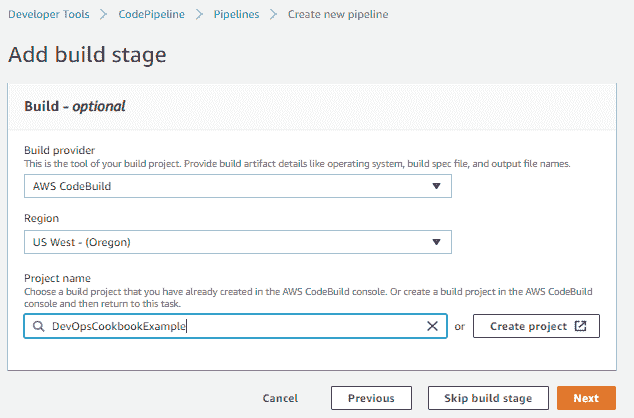 Developer Tools > CodePipeline > Pipelines > Create new pipeline
Add build stage
Build - optional
Build provider
This is the tool of your build project. Provide build artifact details like operating system, build spec file, and output file names.
AWS CodeBuild
Region
US West - (Oregon)
Project name
Choose a build project that you have already created in the AWS CodeBuild console. Or create a build project in the AWS CodeBuild
console and then return to this task.
DevOpsCookbookExample or Create project
Cancel Previous Skip build stage Next